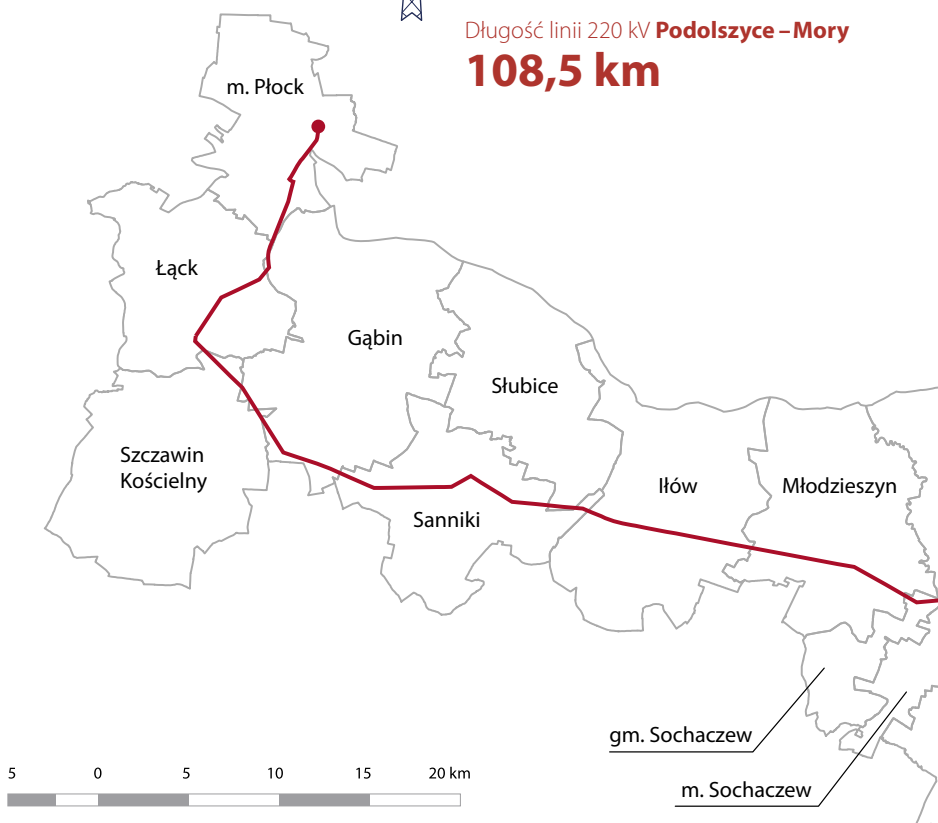 Długość linii 220 kV Podolszyce – Mory
108,5 km
m. Płock
Łąck
Gąbin
Słubice
Szczawin
Kościelny
Sanniki
Iłów
Młodzieszyn
gm. Sochaczew
m. Sochaczew
5 0 5 10 15 20 km